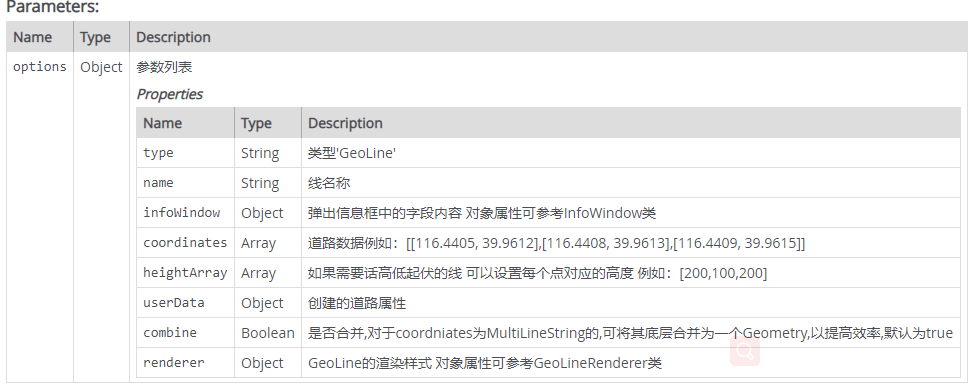 Parameters:
Name Type Description
options Object 参数列表
Properties
Name Type Description
type String 类型'GeoLine'
name String 线名称
infoWindow Object 弹出信息框中的字段内容 对象属性可参考InfoWindow类
coordinates Array 道路数据例如：[[116.4405, 39.9612],[116.4408, 39.9613],[116.4409, 39.9615]]
heightArray Array 如果需要话高低起伏的线 可以设置每个点对应的高度 例如：[200,100,200]
userData Object 创建的道路属性
combine Boolean 是否合并,对于coordniates为MultiLineString的,可将其底层合并为一个Geometry,以提高效率,默认为true
renderer Object GeoLine的渲染样式 对象属性可参考GeoLineRenderer类